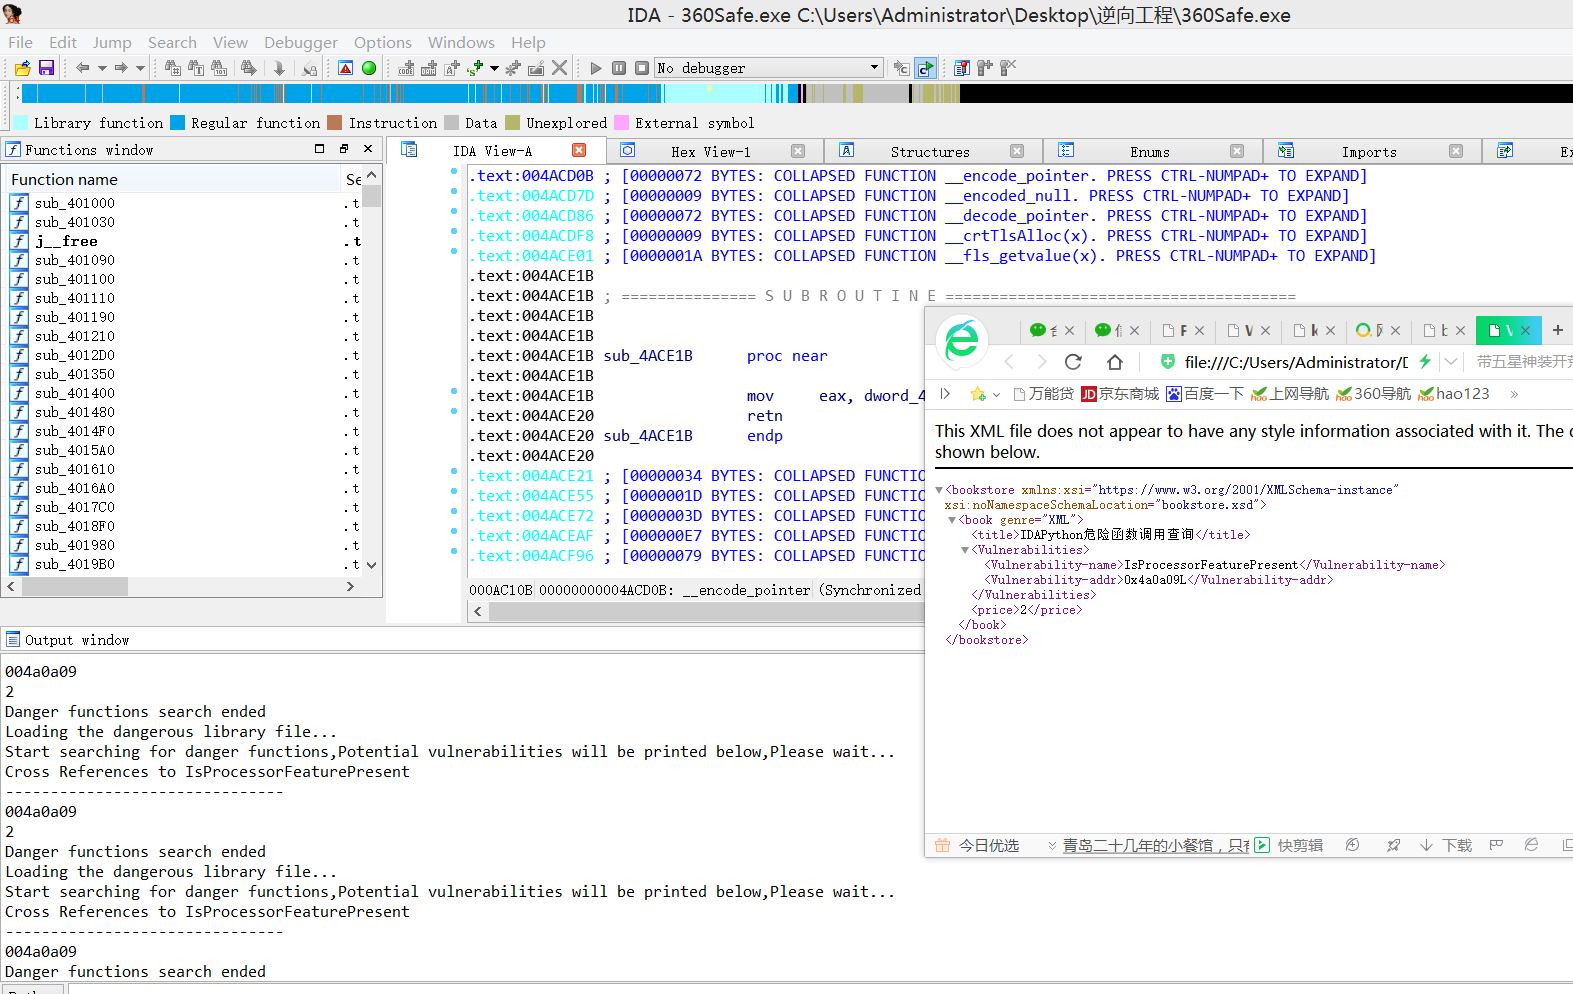 IDA - 360Safe.exe C:\Users\Administrator\Desktop\逆向工程\360Safe.exe
File Edit Jump Search View Debugger Options Windows Help
No debugger
Library function Regular function Instruction Data Unexplored External symbol
Functions window
Function name Se
sub_401000 .t
sub_401030 .t
j__free .t
sub_401090 .t
sub_401100 .t
sub_401110 .t
sub_401190 .t
sub_401210 .t
sub_4012D0 .t
sub_401350 .t
sub_401400 .t
sub_401480 .t
sub_4014F0 .t
sub_4015A0 .t
sub_401610 .t
sub_4016A0 .t
sub_4017C0 .t
sub_4018F0 .t
sub_401980 .t
sub_4019B0 .t
IDA View-A Hex View-1 Structures Enums Imports Ex
.text:004ACD0B ; [00000072 BYTES: COLLAPSED FUNCTION __encode_pointer. PRESS CTRL-NUMPAD+ TO EXPAND]
.text:004ACD7D ; [00000009 BYTES: COLLAPSED FUNCTION __encoded_null. PRESS CTRL-NUMPAD+ TO EXPAND]
.text:004ACD86 ; [00000072 BYTES: COLLAPSED FUNCTION __decode_pointer. PRESS CTRL-NUMPAD+ TO EXPAND]
.text:004ACDF8 ; [00000009 BYTES: COLLAPSED FUNCTION __crtTlsAlloc(x). PRESS CTRL-NUMPAD+ TO EXPAND]
.text:004ACE01 ; [0000001A BYTES: COLLAPSED FUNCTION __fls_getvalue(x). PRESS CTRL-NUMPAD+ TO EXPAND]
.text:004ACE1B
.text:004ACE1B ; =============== S U B R O U T I N E =======================================
.text:004ACE1B
.text:004ACE1B
.text:004ACE1B sub_4ACE1B proc near
.text:004ACE1B
.text:004ACE1B mov eax, dword_4
.text:004ACE20 retn
.text:004ACE20 sub_4ACE1B endp
.text:004ACE20
.text:004ACE21 ; [00000034 BYTES: COLLAPSED FUNCTIO
.text:004ACE55 ; [0000001D BYTES: COLLAPSED FUNCTIO
.text:004ACE72 ; [0000003D BYTES: COLLAPSED FUNCTIO
.text:004ACEAF ; [000000E7 BYTES: COLLAPSED FUNCTIO
.text:004ACF96 ; [00000079 BYTES: COLLAPSED FUNCTIO
000AC10B 00000000004ACD0B: __encode_pointer (Synchronized
file:///C:/Users/Administrator/D 带五星神装开荒
万能贷 JD 京东商城 百度一下 上网导航 360导航 hao123 »
This XML file does not appear to have any style information associated with it. The d
shown below.
<bookstore xmlns:xsi="https://www.w3.org/2001/XMLSchema-instance"
xsi:noNamespaceSchemaLocation="bookstore.xsd">
<book genre="XML">
<title>IDAPython危险函数调用查询</title>
<Vulnerabilities>
<Vulnerability-name>IsProcessorFeaturePresent</Vulnerability-name>
<Vulnerability-addr>0x4a0a09L</Vulnerability-addr>
</Vulnerabilities>
<price>2</price>
</book>
</bookstore>
今日优选 青岛二十几年的小餐馆，只有 快剪辑 下载
Output window
004a0a09
2
Danger functions search ended
Loading the dangerous library file...
Start searching for danger functions,Potential vulnerabilities will be printed below,Please wait...
Cross References to IsProcessorFeaturePresent
-------------------------------
004a0a09
2
Danger functions search ended
Loading the dangerous library file...
Start searching for danger functions,Potential vulnerabilities will be printed below,Please wait...
Cross References to IsProcessorFeaturePresent
-------------------------------
004a0a09
Danger functions search ended